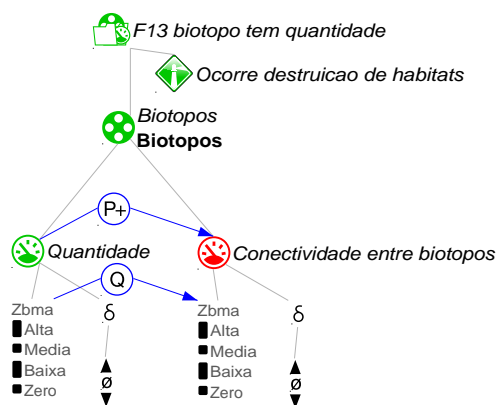 F13 biotopo tem quantidade
Ocorre destruicao de habitats
Biotopos
Biotopos
P+
Quantidade
Conectividade entre biotopos
Q
Zbma
δ
Alta
Media
Baixa
ø
Zero
Zbma
δ
Alta
Media
Baixa
ø
Zero